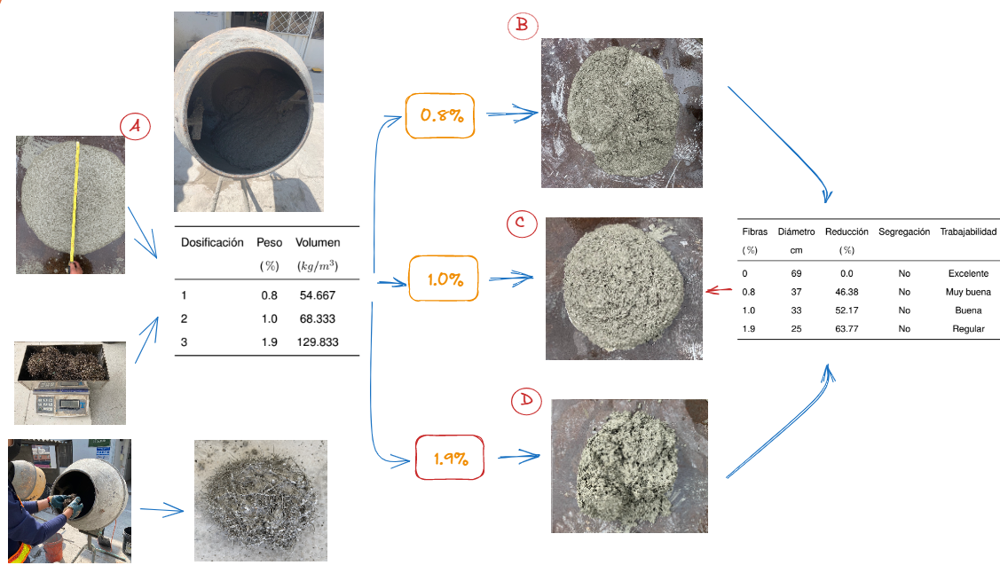 A
Dosificación Peso Volumen
(%) (kg/m³)
1 0.8 54.667
2 1.0 68.333
3 1.9 129.833
0.8%
1.0%
1.9%
B
C
D
Fibras Diámetro Reducción Segregación Trabajabilidad
(%) cm (%)
0 69 0.0 No Excelente
0.8 37 46.38 No Muy buena
1.0 33 52.17 No Buena
1.9 25 63.77 No Regular